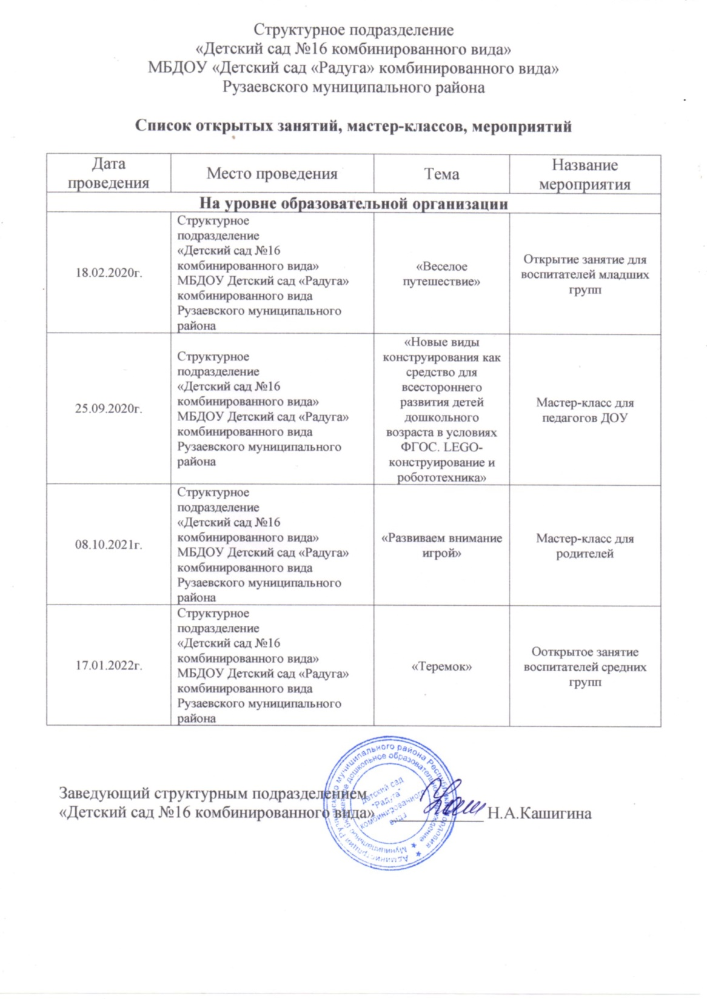 Структурное подразделение
«Детский сад №16 комбинированного вида»
МБДОУ «Детский сад «Радуга» комбинированного вида»
Рузаевского муниципального района
Список открытых занятий, мастер-классов, мероприятий
Дата
проведения
Место проведения
Тема
Название
мероприятия
На уровне образовательной организации
18.02.2020г.
Структурное
подразделение
«Детский сад №16
комбинированного вида»
МБДОУ Детский сад «Радуга»
комбинированного вида
Рузаевского муниципального
района
«Веселое
путешествие»
Открытие занятие для
воспитателей младших
групп
25.09.2020г.
Структурное
подразделение
«Детский сад №16
комбинированного вида»
МБДОУ Детский сад «Радуга»
комбинированного вида
Рузаевского муниципального
района
«Новые виды
конструирования как
средство для
всестороннего
развития детей
дошкольного
возраста в условиях
ФГОС. LEGO-
конструирование и
робототехника»
Мастер-класс для
педагогов ДОУ
08.10.2021г.
Структурное
подразделение
«Детский сад №16
комбинированного вида»
МБДОУ Детский сад «Радуга»
комбинированного вида
Рузаевского муниципального
района
«Развиваем внимание
игрой»
Мастер-класс для
родителей
17.01.2022г.
Структурное
подразделение
«Детский сад №16
комбинированного вида»
МБДОУ Детский сад «Радуга»
комбинированного вида
Рузаевского муниципального
района
«Теремок»
Ооткрытое занятие
воспитателей средних
групп
Заведующий структурным подразделением
«Детский сад №16 комбинированного вида» Н.А.Кашигина
Администрация Рузаевского муниципального района Республики Мордовия
Муниципальное бюджетное дошкольное образовательное учреждение
детский сад
"Радуга"
комбинированного
вида